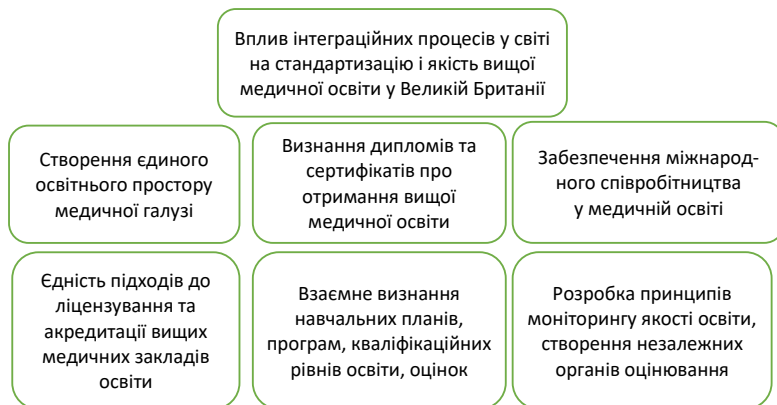 Вплив інтеграційних процесів у світі
на стандартизацію і якість вищої
медичної освіти у Великій Британії
Створення єдиного
освітнього простору
медичної галузі
Визнання дипломів та
сертифікатів про
отримання вищої
медичної освіти
Забезпечення міжнарод-
ного співробітництва
у медичній освіті
Єдність підходів до
ліцензування та
акредитації вищих
медичних закладів
освіти
Взаємне визнання
навчальних планів,
програм, кваліфікаційних
рівнів освіти, оцінок
Розробка принципів
моніторингу якості освіти,
створення незалежних
органів оцінювання